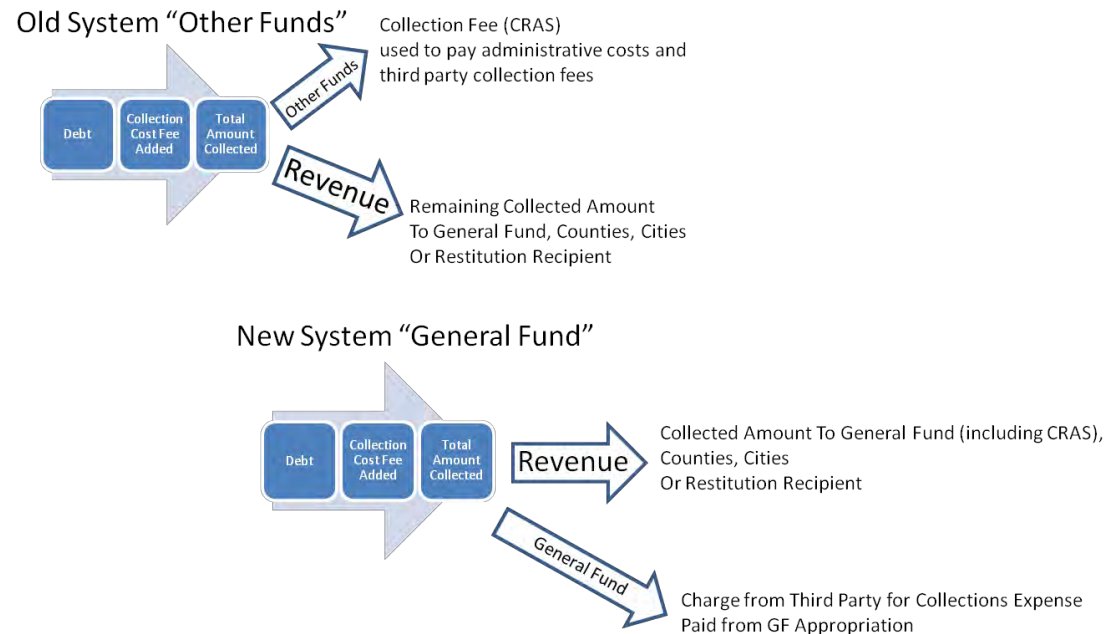 Old System “Other Funds”
Collection Fee (CRAS)
used to pay administrative costs and
third party collection fees
Other Funds
Debt
Collection
Cost Fee
Added
Total
Amount
Collected
Revenue
Remaining Collected Amount
To General Fund, Counties, Cities
Or Restitution Recipient
New System “General Fund”
Debt
Collection
Cost Fee
Added
Total
Amount
Collected
Revenue
Collected Amount To General Fund (including CRAS),
Counties, Cities
Or Restitution Recipient
General Fund
Charge from Third Party for Collections Expense
Paid from GF Appropriation